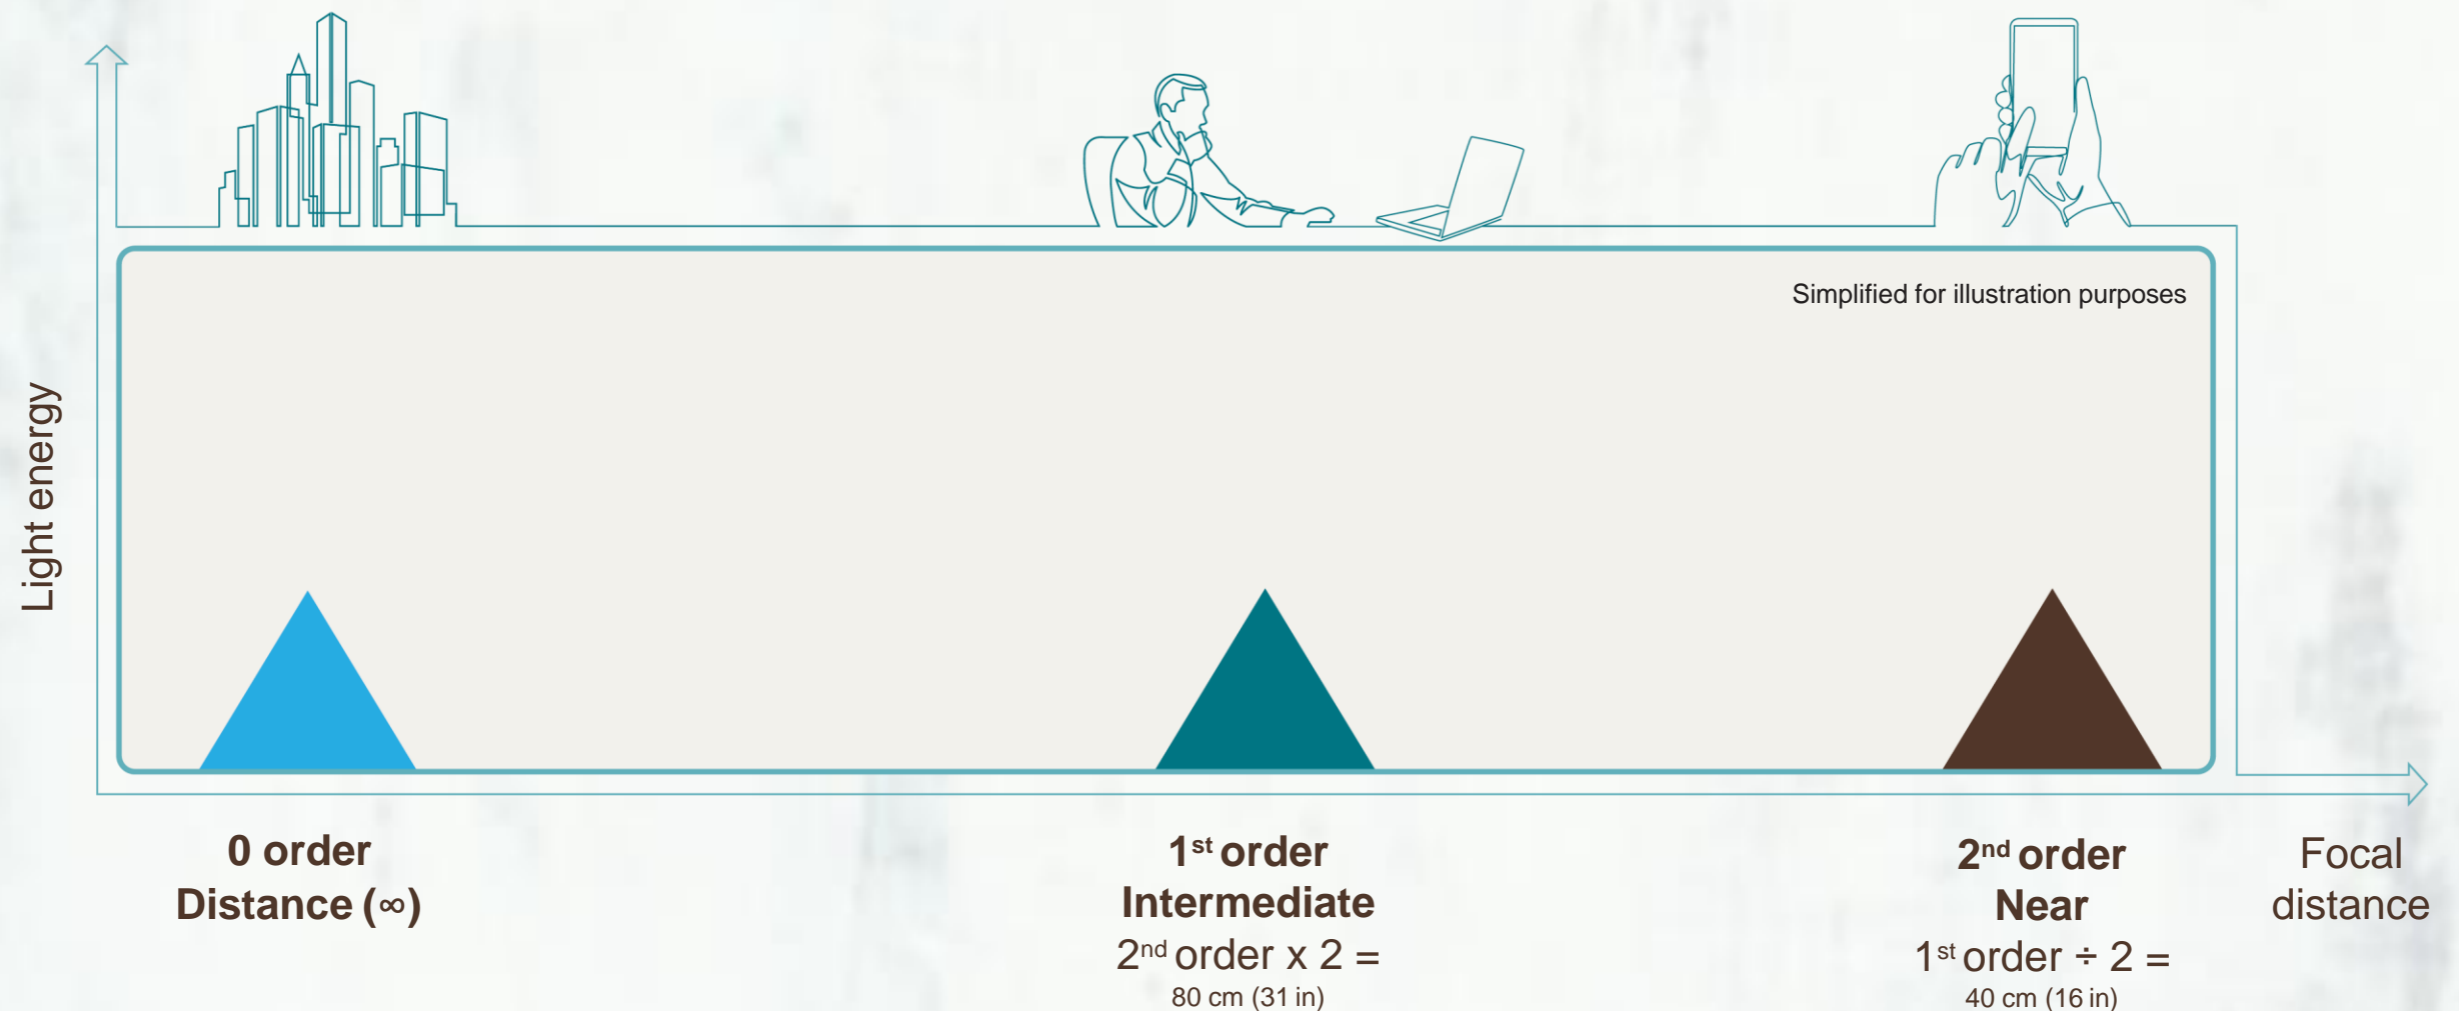 Simplified for illustration purposes
Light energy
0 order
Distance (∞)
1st order
Intermediate
2nd order x 2 =
80 cm (31 in)
2nd order
Near
1st order ÷ 2 =
40 cm (16 in)
Focal
distance